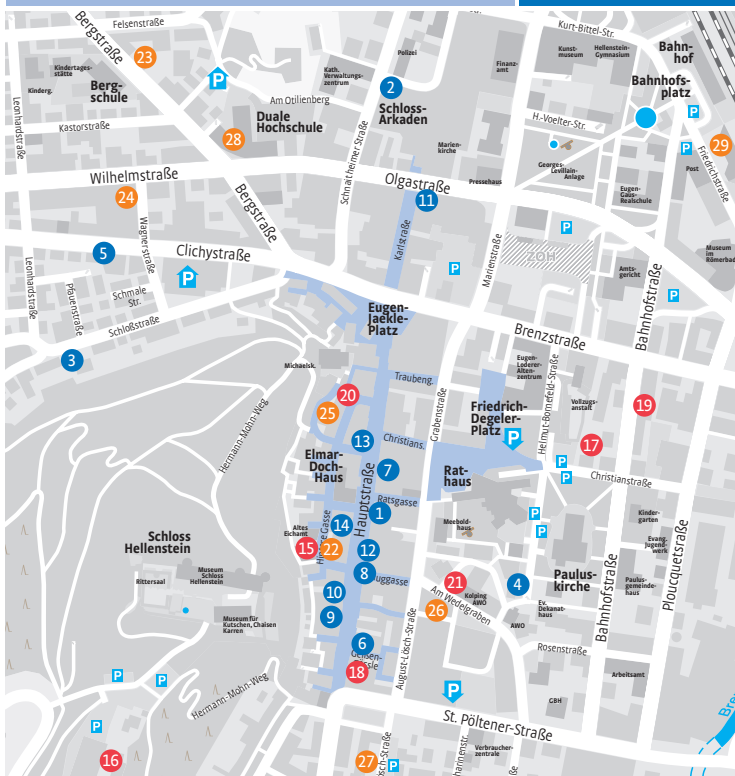 Felsenstraße
Kurt-Bittel-Str.
Bergstraße
23
Polizei
Finanz-
amt
Kunst-
museum
Hellenstein-
Gymnasium
Bahn-
hof
Bahnhofs-
platz
Kindertages-
stätte
Kinderg.
Berg-
schule
P
Kath.
Verwaltungs-
zentrum
2
Schloss-
Arkaden
Am Otilienberg
Leonhardstraße
Kastorstraße
28
Duale
Hochschule
H.-Voelter-Str.
P
P
29
Post
Friedrichstraße
Schnaitheimer Straße
Marien-
kirche
Pressehaus
Georges-
Levillain-
Anlage
Wilhelmstraße
Olgastraße
24
Bergstraße
11
Eugen-
Gaus-
Realschule
Wagnerstraße
Karlstraße
Marienstraße
P
ZOH
5
Clichystraße
P
P
Amts-
gericht
Museum
im
Römerbad
Leonhardstraße
Pfauenstraße
Schmale
Str.
P
Schloßstraße
Eugen-
Jaekle-
Platz
Brenzstraße
Bahnhofstraße
3
Michaelsk.
Traubeng.
Eugen-
Loderer-
Alten-
zentrum
Helmut-Bornefeld-Straße
Vollzugs-
anstalt
20
25
Grabenstraße
Friedrich-
Degeler-
Platz
P
19
Hermann-Mohn-Weg
13
Christians.
17
Elmar-
Doch-
Haus
7
Hauptstraße
Rat-
haus
P
P
Christianstraße
Ratsgasse
1
Meebold-
haus
P
P
Kinder-
garten
Evang.
Jugend-
werk
Altes
Eichamt
14
15
22
12
Schloss
Hellenstein
Rittersaal
Museum
Schloss
Hellenstein
8
10
9
21
Am Wedelgraben
Kolping
AWO
26
4
Paulus-
kirche
Paulus-
gemeinde-
haus
Ploucquetstraße
Bahnhofstraße
Ev.
Dekanat-
haus
AWO
Museum für
Kutschen, Chaisen
Karren
August-Lösch-Straße
Rosenstraße
6
18
Arbeitsamt
P
P
Hermann-Mohn-Weg
P
GBH
P
St. Pöltener-Straße
16
27
P
Verbraucher-
zentrale